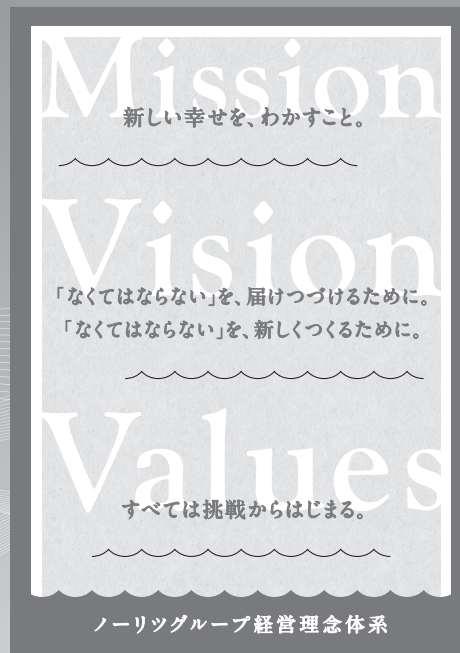 Mission
新しい幸せを、わかすこと。
Vision
「なくてはならない」を、届けつづけるために。
「なくてはならない」を、新しくつくるために。
Values
すべては挑戦からはじまる。
ノーリツグループ経営理念体系